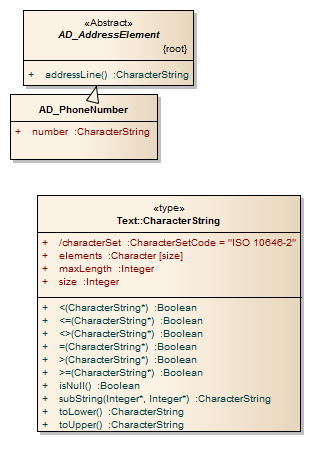 «Abstract»
AD_AddressElement
{root}
+ addressLine() :CharacterString
AD_PhoneNumber
+ number :CharacterString
«type»
Text::CharacterString
+ /characterSet :CharacterSetCode = "ISO 10646-2"
+ elements :Character [size]
+ maxLength :Integer
+ size :Integer
+ <(CharacterString*) :Boolean
+ <=(CharacterString*) :Boolean
+ <>(CharacterString*) :Boolean
+ =(CharacterString*) :Boolean
+ >(CharacterString*) :Boolean
+ >=(CharacterString*) :Boolean
+ isNull() :Boolean
+ subString(Integer*, Integer*) :CharacterString
+ toLower() :CharacterString
+ toUpper() :CharacterString